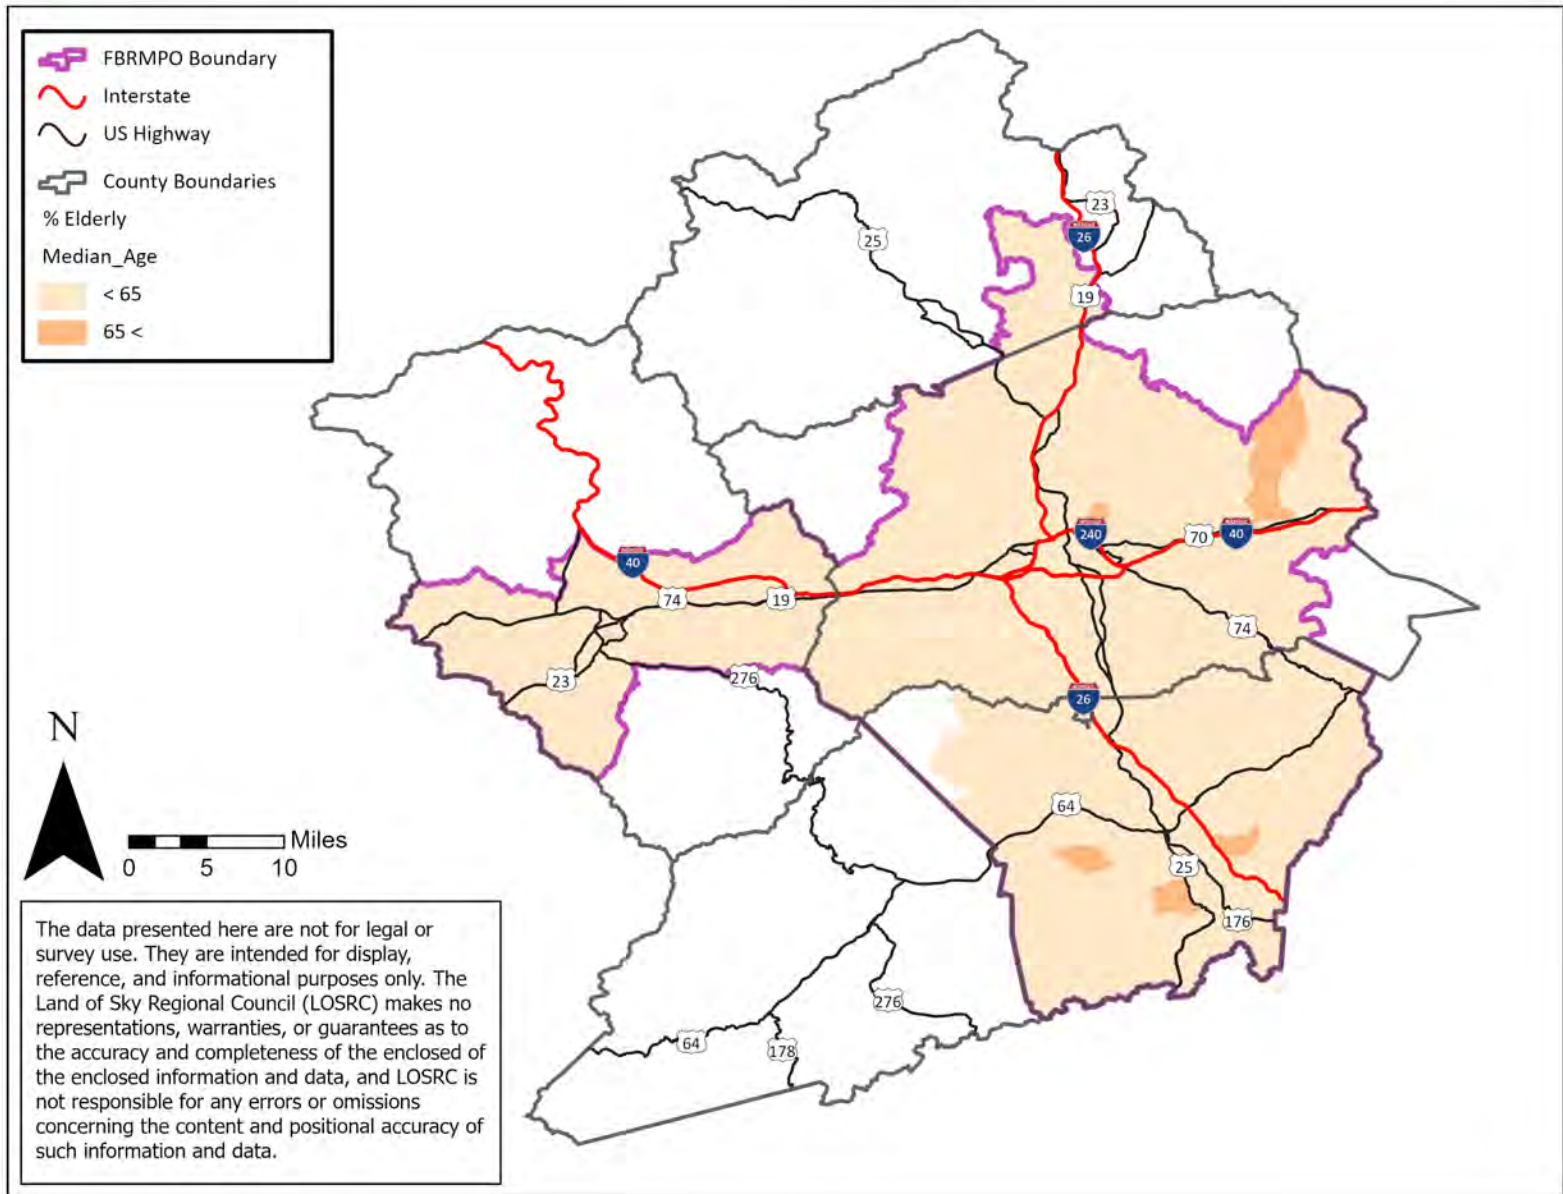 FBRMPO Boundary
Interstate
US Highway
County Boundaries
% Elderly
Median_Age
< 65
65 <
23
26
25
19
240
70
40
40
74
19
74
23
276
26
64
25
176
276
64
178
N
Miles
0 5 10
The data presented here are not for legal or
survey use. They are intended for display,
reference, and informational purposes only. The
Land of Sky Regional Council (LOSRC) makes no
representations, warranties, or guarantees as to
the accuracy and completeness of the enclosed of
the enclosed information and data, and LOSRC is
not responsible for any errors or omissions
concerning the content and positional accuracy of
such information and data.